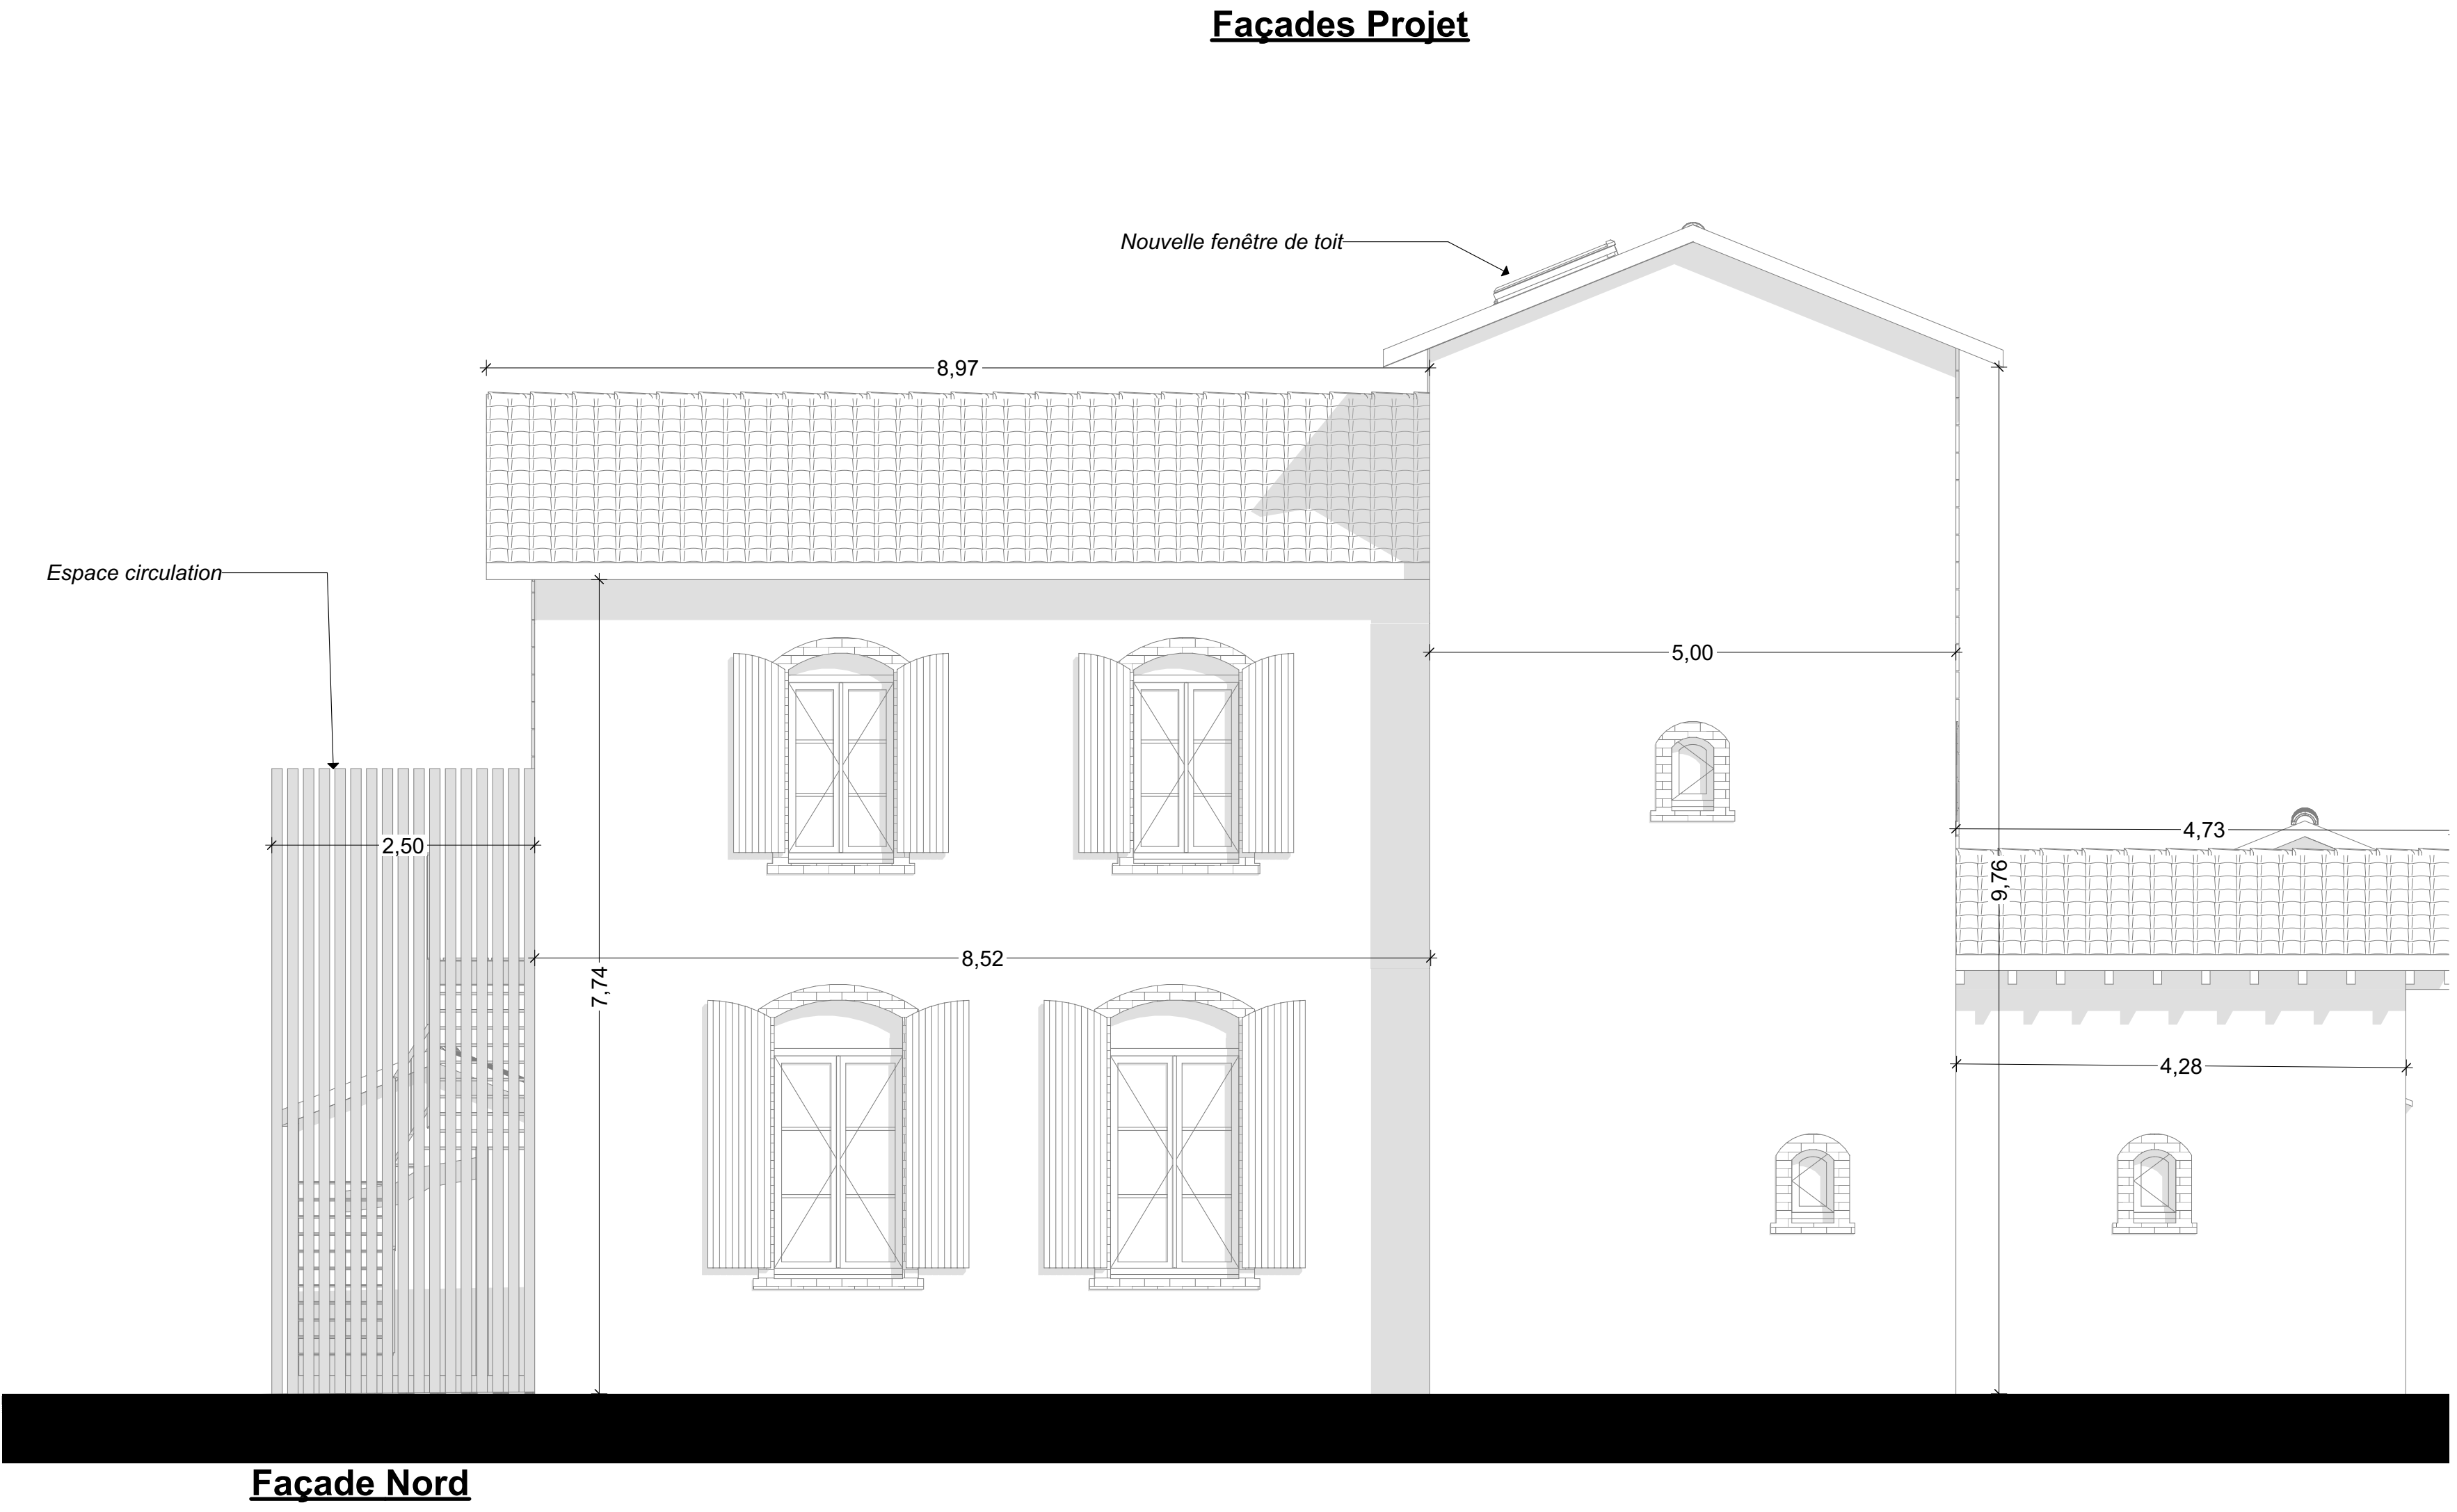 Façades Projet
Nouvelle fenêtre de toit
8,97
Espace circulation
5,00
4,73
2,50
9,76
8,52
7,74
4,28
Façade Nord